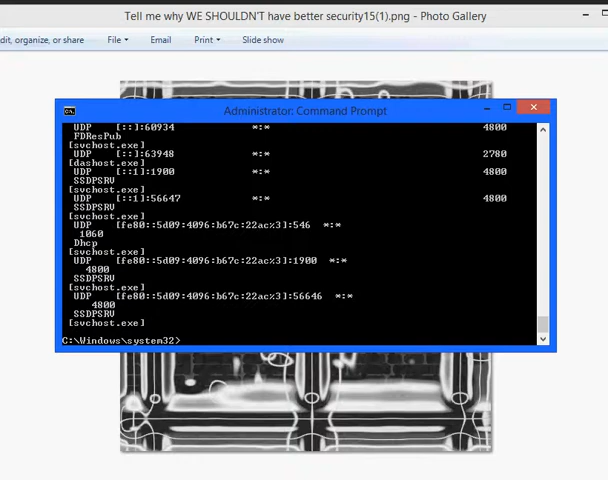 Tell me why WE SHOULDN'T have better security15(1).png - Photo Gallery
dit, organize, or share File Email Print Slide show
Administrator: Command Prompt
UDP [::]:60934 *:* 4800
FDResPub
[svchost.exe]
UDP [::]:63948 *:* 2780
[dashost.exe]
UDP [::1]:1900 *:* 4800
SSDPSRV
[svchost.exe]
UDP [::1]:56647 *:* 4800
SSDPSRV
[svchost.exe]
UDP [fe80::5d09:4096:b67c:22ac%3]:546 *:*
1060
Dhcp
[svchost.exe]
UDP [fe80::5d09:4096:b67c:22ac%3]:1900 *:*
4800
SSDPSRV
[svchost.exe]
UDP [fe80::5d09:4096:b67c:22ac%3]:56646 *:*
4800
SSDPSRV
[svchost.exe]
C:\Windows\system32>